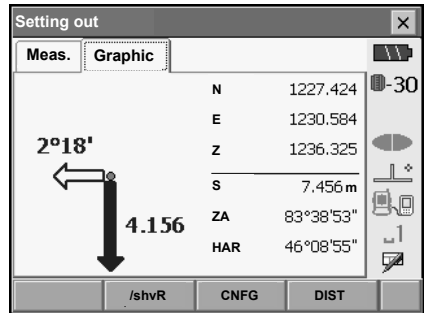 Setting out
Meas. Graphic
N 1227.424
E 1230.584
Z 1236.325
S 7.456 m
ZA 83°38'53"
HAR 46°08'55"
2°18'
4.156
-30
1
/shvR CNFG DIST